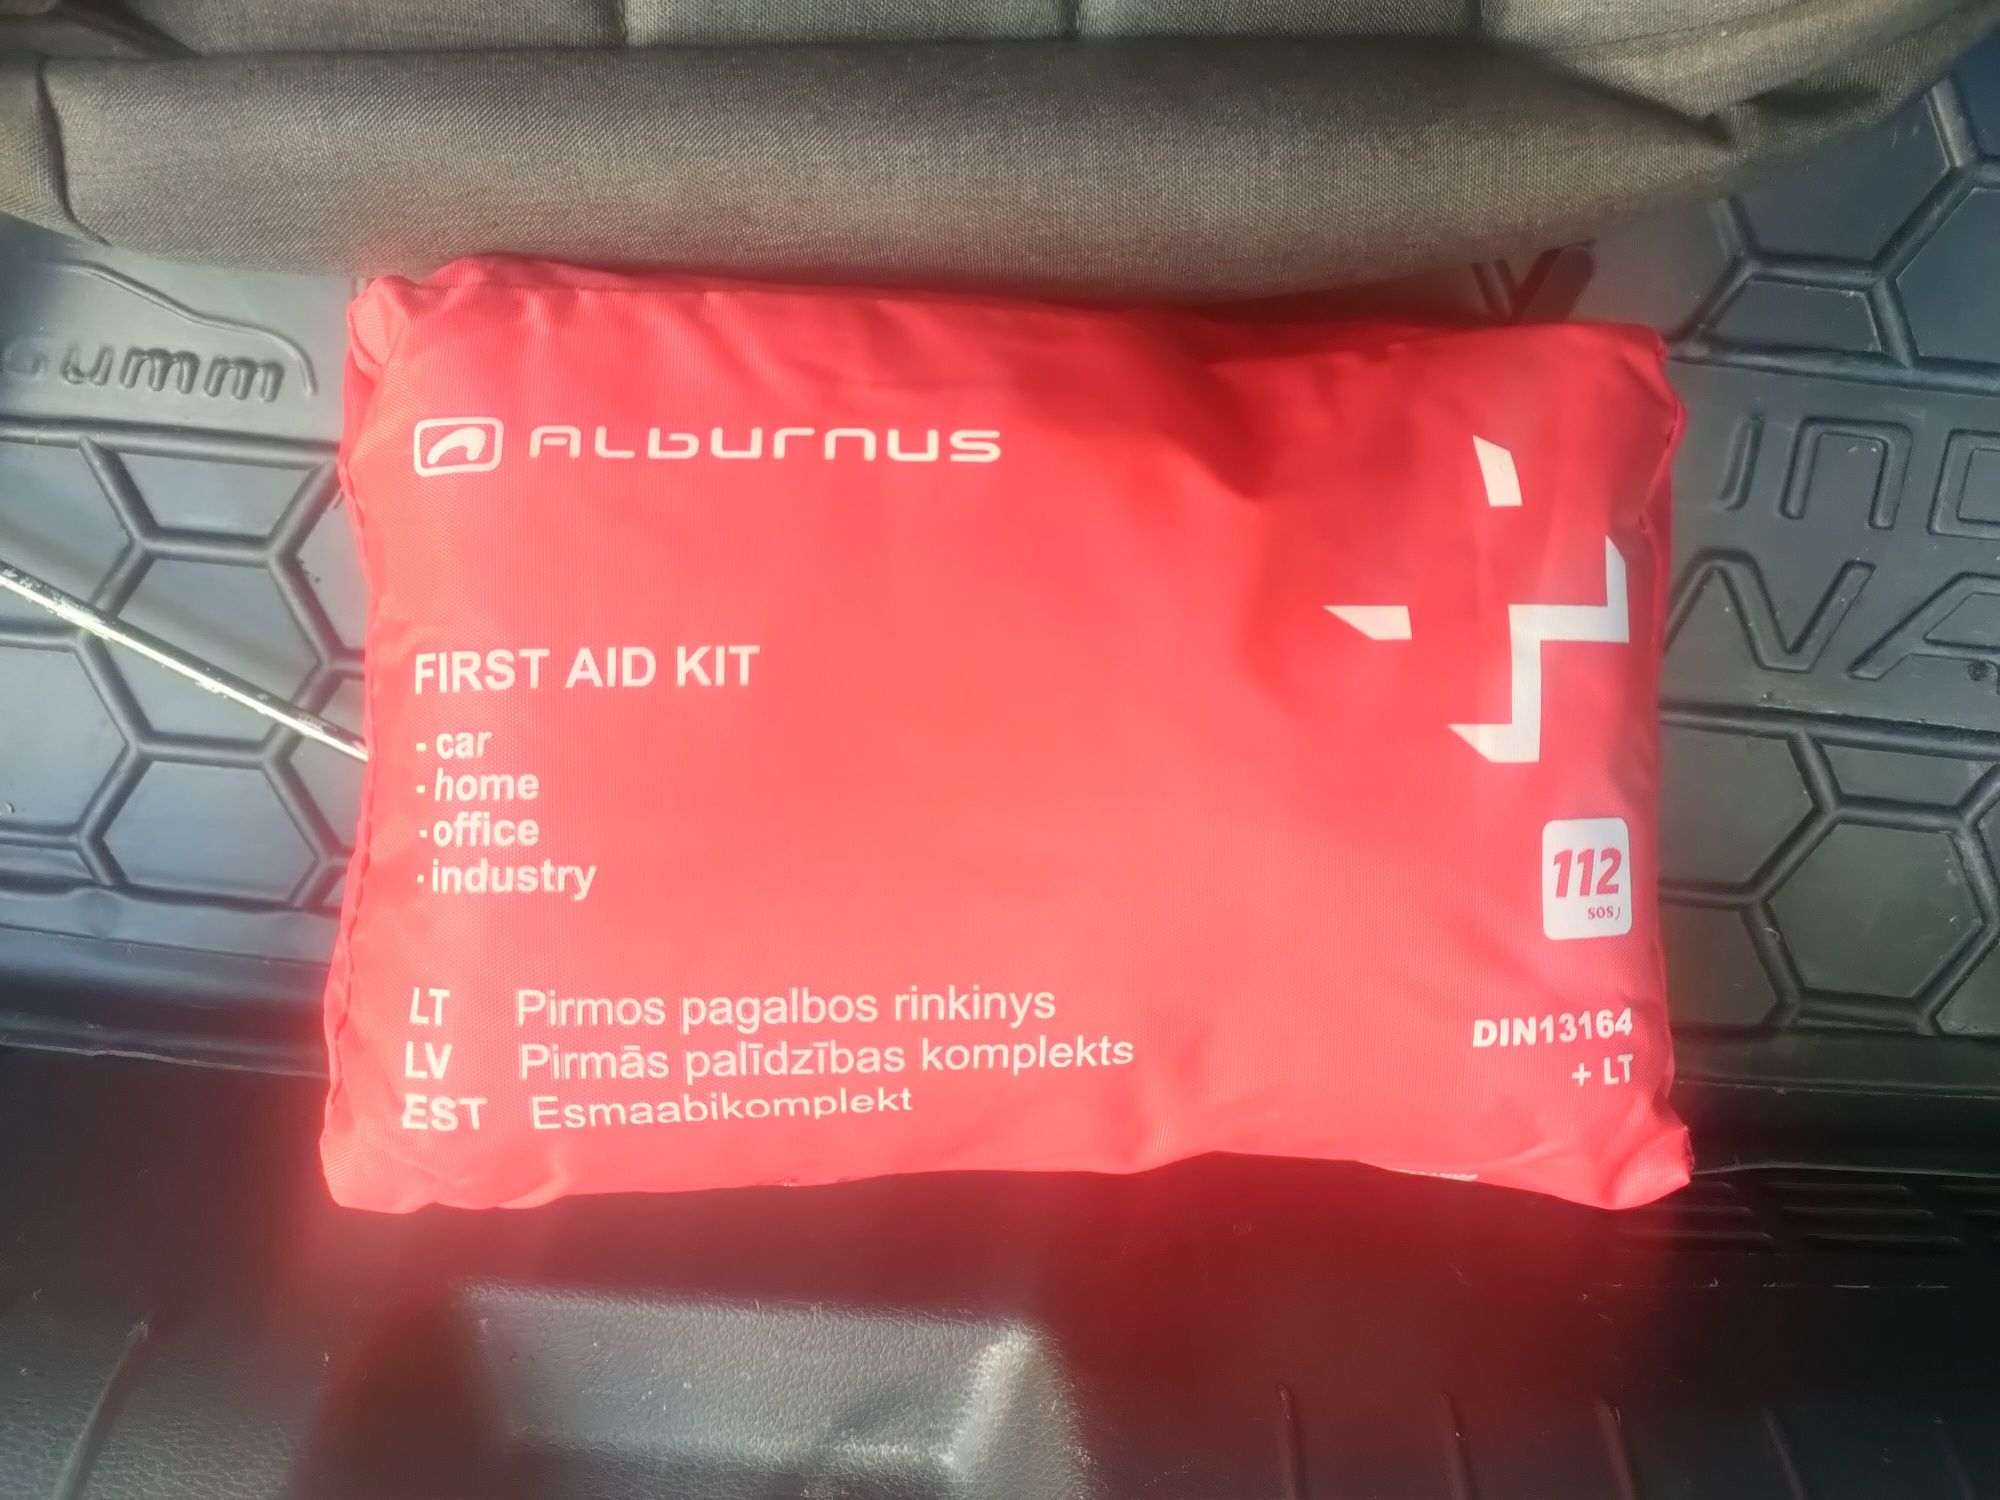 ALBURNUS
FIRST AID KIT
- car
- home
- office
- industry
112
SOS
LT Pirmos pagalbos rinkinys
LV Pirmās palīdzības komplekts
EST Esmaabikomplekt
DIN13164
+ LT
gumm